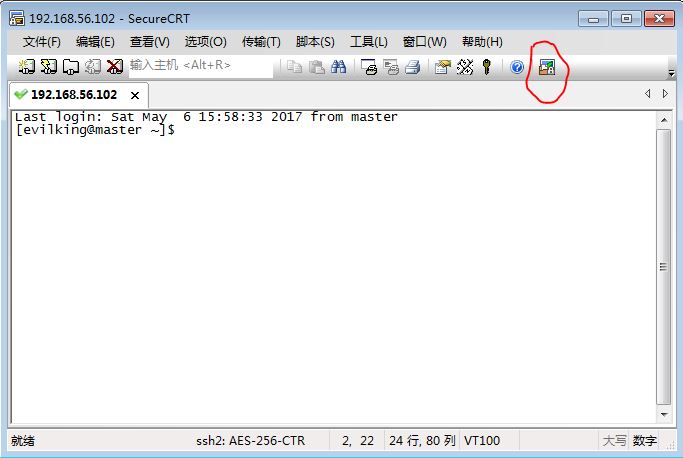 192.168.56.102 - SecureCRT
文件(F) 编辑(E) 查看(V) 选项(O) 传输(T) 脚本(S) 工具(L) 窗口(W) 帮助(H)
输入主机 <Alt+R>
192.168.56.102
Last login: Sat May  6 15:58:33 2017 from master
[evilking@master ~]$
就绪 ssh2: AES-256-CTR 2, 22 24 行, 80 列 VT100 大写 数字